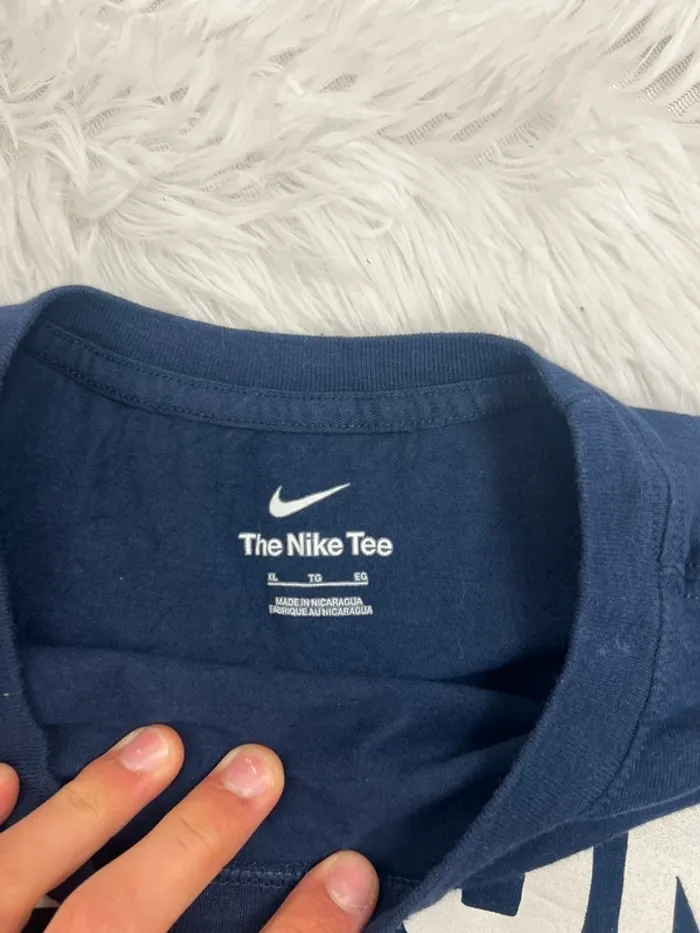 The Nike Tee
XL TG EG
MADE IN NICARAGUA
FABRIQUE AU NICARAGUA